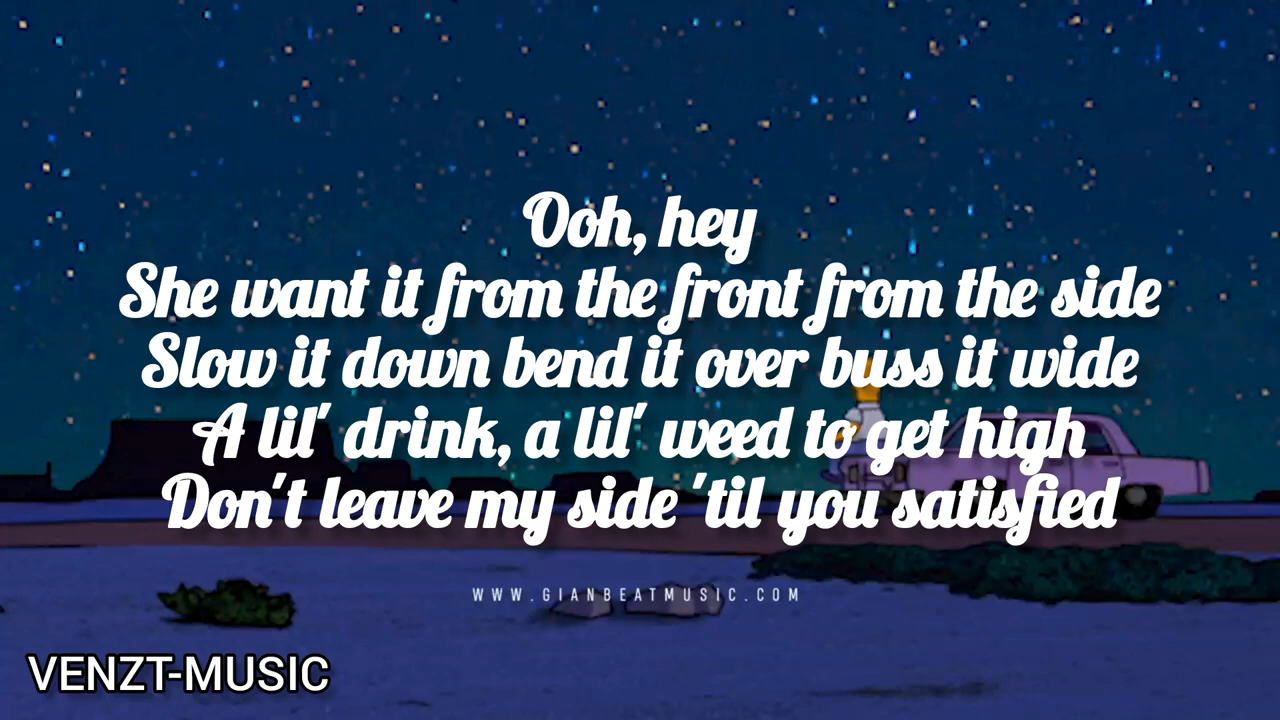 Ooh, hey
She want it from the front from the side
Slow it down bend it over buss it wide
A lil' drink, a lil' weed to get high
Don't leave my side 'til you satisfied
WWW.GIANBEATMUSIC.COM
VENZT-MUSIC